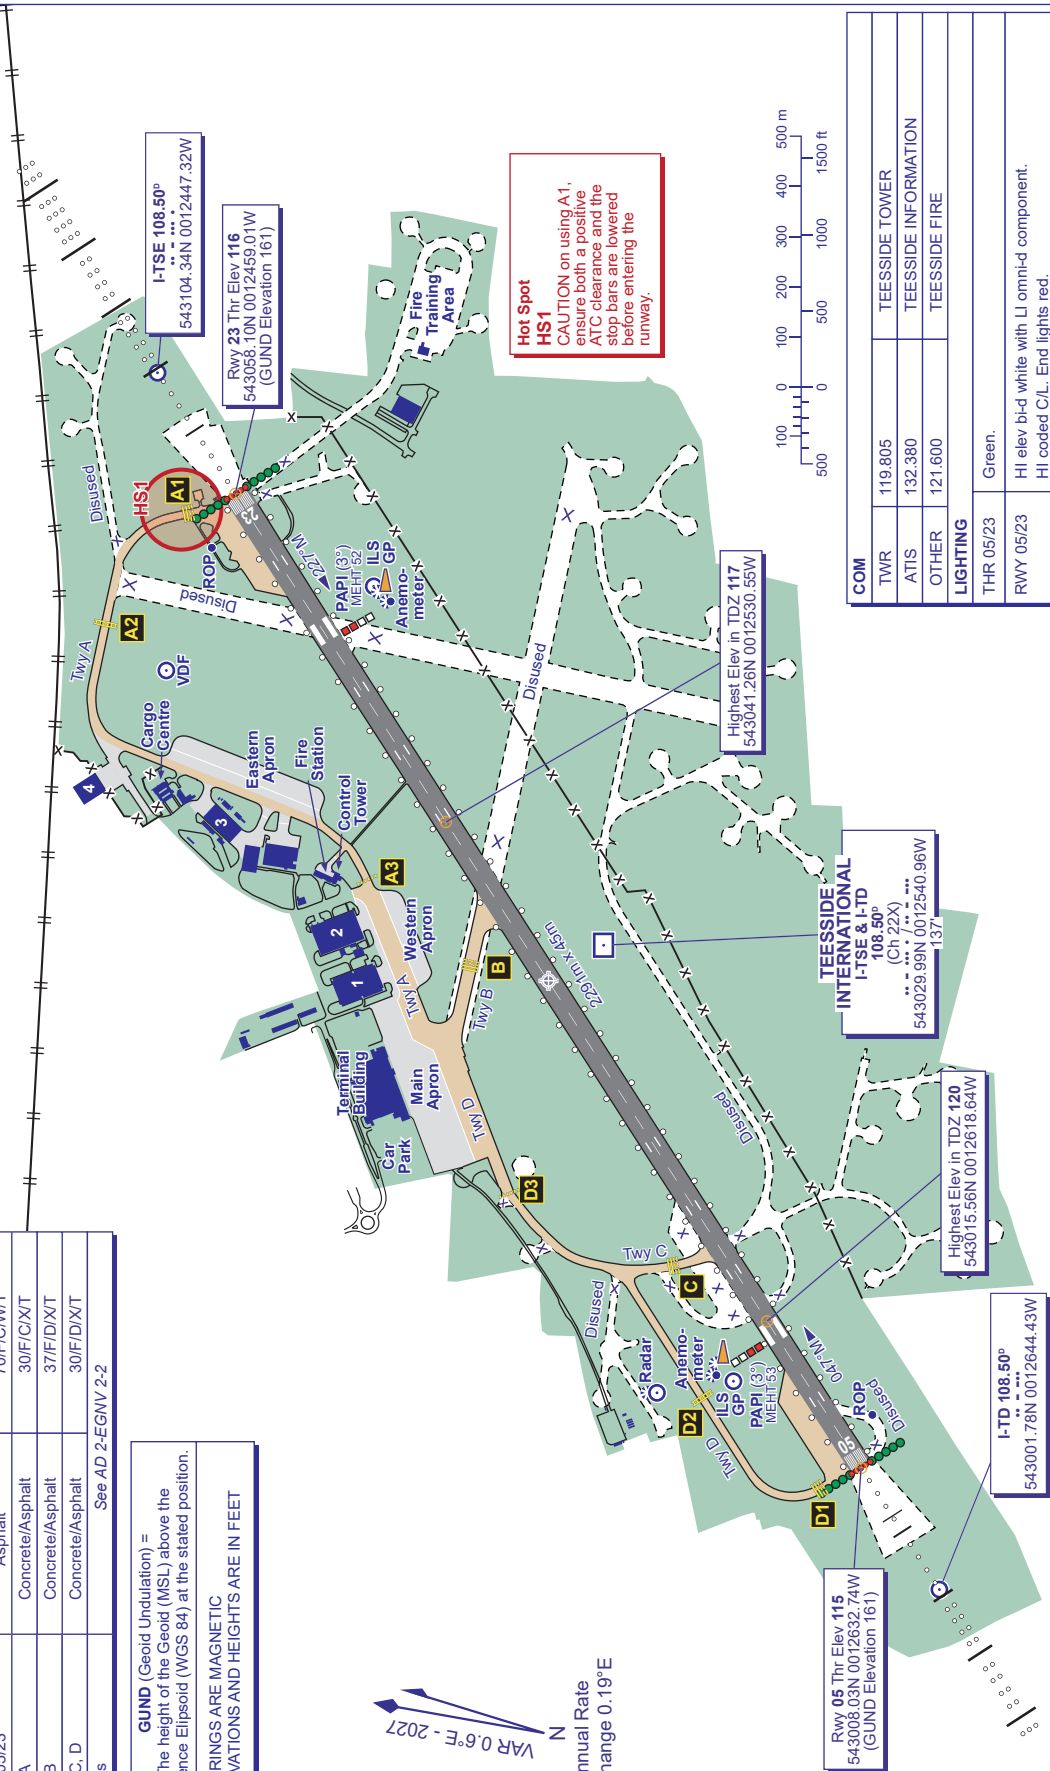 I-TSE 108.50ᴰ
•• – ••• •
543104.34N 0012447.32W
Rwy 23 Thr Elev 116
543058.10N 0012459.01W
(GUND Elevation 161)
Hot Spot
HS1
CAUTION on using A1,
ensure both a positive
ATC clearance and the
stop bars are lowered
before entering the
runway.
500 400 300 200 100 0 100 500 m
500 0 500 1000 1500 ft
COM
TWR 119.805 TEESSIDE TOWER
ATIS 132.380 TEESSIDE INFORMATION
OTHER 121.600 TEESSIDE FIRE
LIGHTING
THR 05/23 Green.
RWY 05/23 HI elev bi-d white with LI omni-d component.
HI coded C/L. End lights red.
Disused
HS1
A1
ROP
A2
Twy A
VDF
Disused
Cargo
Centre
4
3
Eastern
Apron
Fire
Station
Control
Tower
A3
2
1
Western
Apron
Twy A
B
Twy B
Terminal
Building
Main
Apron
Car
Park
Twy D
D3
Twy C
C
Disused
Radar
D2
Twy D
D1
Anemo-
meter
ILS
GP
PAPI (3°)
MEHT 53
047°M
ROP
Disused
05
23
227°M
PAPI (3°)
MEHT 52
ILS
GP
Anemo-
meter
Fire
Training
Area
Disused
2291m x 45m
Disused
Highest Elev in TDZ 117
543041.26N 0012530.55W
TEESSIDE
INTERNATIONAL
I-TSE & I-TD
108.50ᴰ
(Ch 22X)
•• – ••• • / •• – –••
543029.99N 0012540.96W
137'
Highest Elev in TDZ 120
543015.56N 0012618.64W
I-TD 108.50ᴰ
•• – –••
543001.78N 0012644.43W
Rwy 05 Thr Elev 115
543008.03N 0012632.74W
(GUND Elevation 161)
Asphalt
Concrete/Asphalt 30/F/C/X/T
B Concrete/Asphalt 37/F/D/X/T
C, D Concrete/Asphalt 30/F/D/X/T
See AD 2-EGNV 2-2
GUND (Geoid Undulation) =
The height of the Geoid (MSL) above the
ence Elipsoid (WGS 84) at the stated position.
RINGS ARE MAGNETIC
VATIONS AND HEIGHTS ARE IN FEET
VAR 0.6°E - 2027
N
nnual Rate
hange 0.19°E